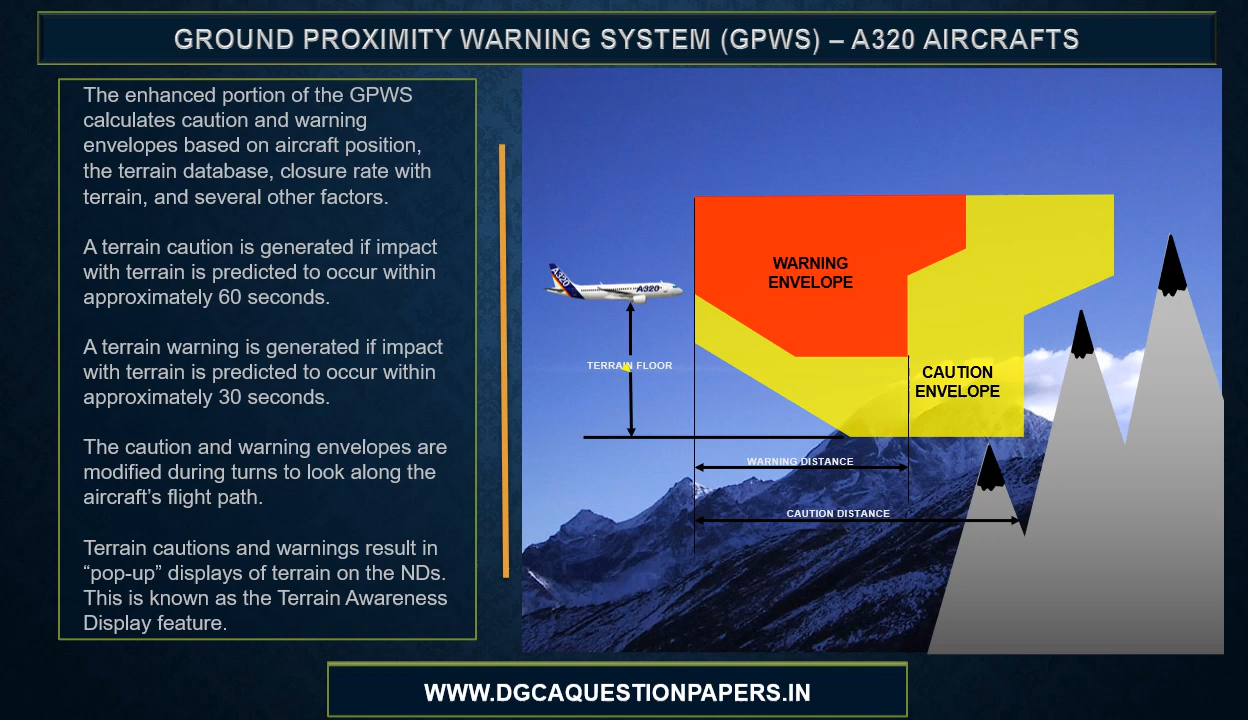 GROUND PROXIMITY WARNING SYSTEM (GPWS) – A320 AIRCRAFTS
The enhanced portion of the GPWS
calculates caution and warning
envelopes based on aircraft position,
the terrain database, closure rate with
terrain, and several other factors.
A terrain caution is generated if impact
with terrain is predicted to occur within
approximately 60 seconds.
A terrain warning is generated if impact
with terrain is predicted to occur within
approximately 30 seconds.
The caution and warning envelopes are
modified during turns to look along the
aircraft's flight path.
Terrain cautions and warnings result in
“pop-up” displays of terrain on the NDs.
This is known as the Terrain Awareness
Display feature.
A320
A320
WARNING
ENVELOPE
TERRAIN FLOOR
CAUTION
ENVELOPE
WARNING DISTANCE
CAUTION DISTANCE
WWW.DGCAQUESTIONPAPERS.IN